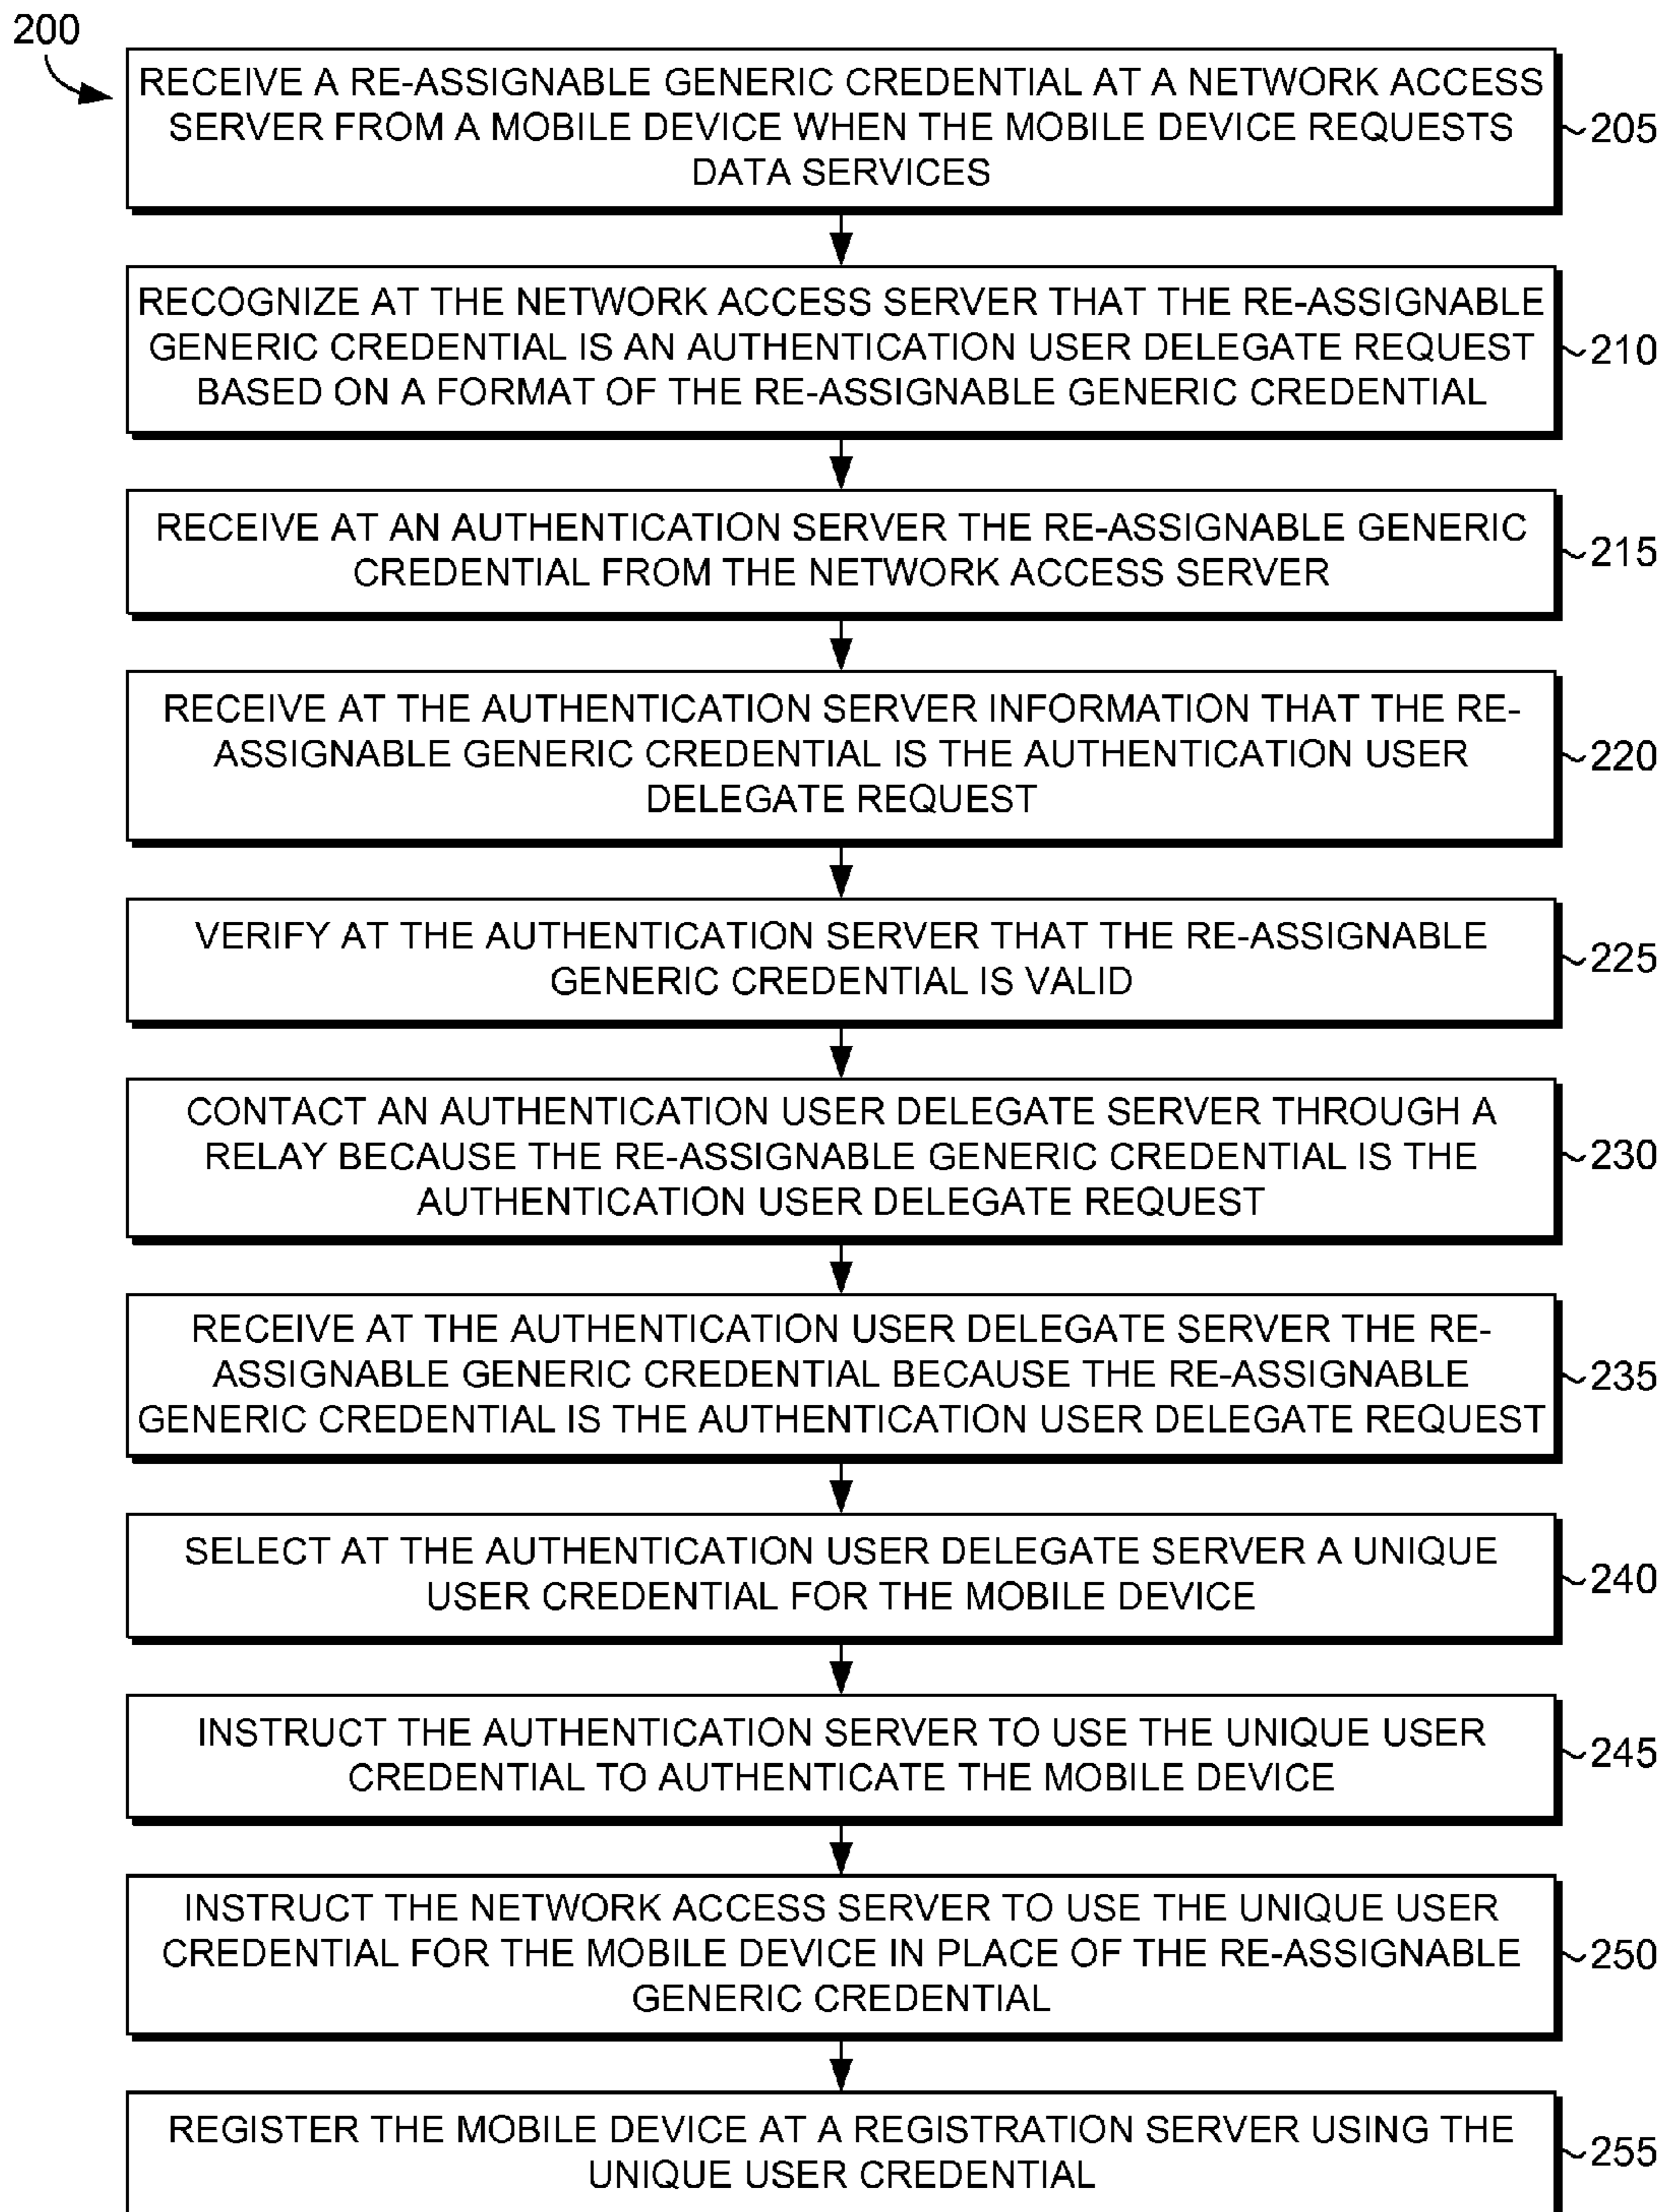 200
RECEIVE A RE-ASSIGNABLE GENERIC CREDENTIAL AT A NETWORK ACCESS
SERVER FROM A MOBILE DEVICE WHEN THE MOBILE DEVICE REQUESTS
DATA SERVICES
205
RECOGNIZE AT THE NETWORK ACCESS SERVER THAT THE RE-ASSIGNABLE
GENERIC CREDENTIAL IS AN AUTHENTICATION USER DELEGATE REQUEST
BASED ON A FORMAT OF THE RE-ASSIGNABLE GENERIC CREDENTIAL
210
RECEIVE AT AN AUTHENTICATION SERVER THE RE-ASSIGNABLE GENERIC
CREDENTIAL FROM THE NETWORK ACCESS SERVER
215
RECEIVE AT THE AUTHENTICATION SERVER INFORMATION THAT THE RE-
ASSIGNABLE GENERIC CREDENTIAL IS THE AUTHENTICATION USER
DELEGATE REQUEST
220
VERIFY AT THE AUTHENTICATION SERVER THAT THE RE-ASSIGNABLE
GENERIC CREDENTIAL IS VALID
225
CONTACT AN AUTHENTICATION USER DELEGATE SERVER THROUGH A
RELAY BECAUSE THE RE-ASSIGNABLE GENERIC CREDENTIAL IS THE
AUTHENTICATION USER DELEGATE REQUEST
230
RECEIVE AT THE AUTHENTICATION USER DELEGATE SERVER THE RE-
ASSIGNABLE GENERIC CREDENTIAL BECAUSE THE RE-ASSIGNABLE
GENERIC CREDENTIAL IS THE AUTHENTICATION USER DELEGATE REQUEST
235
SELECT AT THE AUTHENTICATION USER DELEGATE SERVER A UNIQUE
USER CREDENTIAL FOR THE MOBILE DEVICE
240
INSTRUCT THE AUTHENTICATION SERVER TO USE THE UNIQUE USER
CREDENTIAL TO AUTHENTICATE THE MOBILE DEVICE
245
INSTRUCT THE NETWORK ACCESS SERVER TO USE THE UNIQUE USER
CREDENTIAL FOR THE MOBILE DEVICE IN PLACE OF THE RE-ASSIGNABLE
GENERIC CREDENTIAL
250
REGISTER THE MOBILE DEVICE AT A REGISTRATION SERVER USING THE
UNIQUE USER CREDENTIAL
255